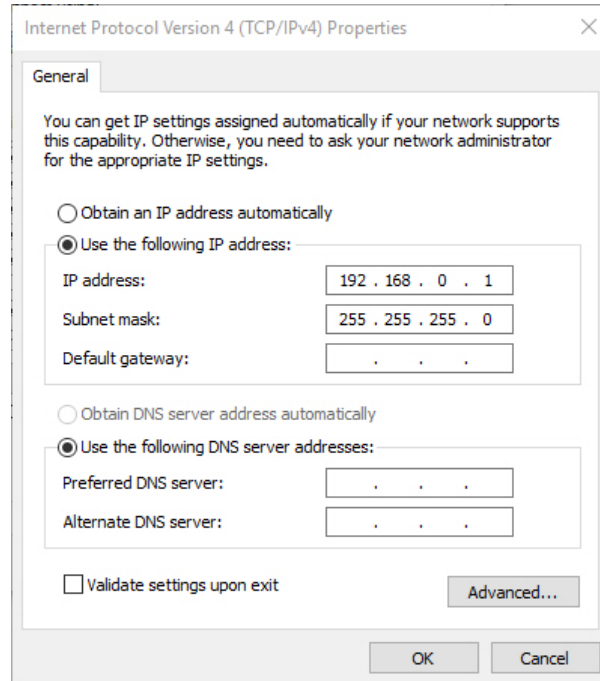 Internet Protocol Version 4 (TCP/IPv4) Properties
General
You can get IP settings assigned automatically if your network supports
this capability. Otherwise, you need to ask your network administrator
for the appropriate IP settings.
Obtain an IP address automatically
Use the following IP address:
IP address: 192 . 168 . 0 . 1
Subnet mask: 255 . 255 . 255 . 0
Default gateway: . . .
Obtain DNS server address automatically
Use the following DNS server addresses:
Preferred DNS server: . . .
Alternate DNS server: . . .
Validate settings upon exit
Advanced...
OK Cancel